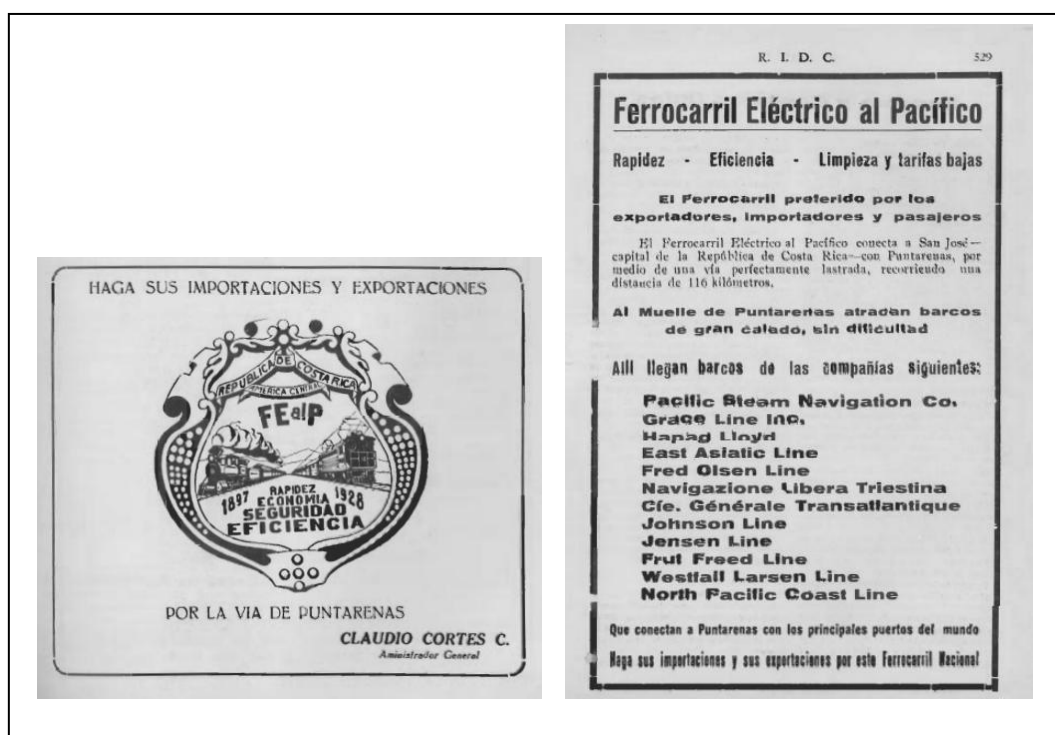 HAGA SUS IMPORTACIONES Y EXPORTACIONES
REPUBLICA DE COSTA RICA
AMERICA CENTRAL
FEalP
1897 RAPIDEZ 1928
ECONOMIA
SEGURIDAD
EFICIENCIA
POR LA VIA DE PUNTARENAS
CLAUDIO CORTES C.
Administrador General
R. I. D. C. 529
Ferrocarril Eléctrico al Pacífico
Rapidez - Eficiencia - Limpieza y tarifas bajas
El Ferrocarril preferido por los
exportadores, importadores y pasajeros
El Ferrocarril Eléctrico al Pacífico conecta a San José—
capital de la República de Costa Rica—con Puntarenas, por
medio de una vía perfectamente lastrada, recorriendo una
distancia de 116 kilómetros.
Al Muelle de Puntarenas atracan barcos
de gran calado, sin dificultad
Allí llegan barcos de las compañías siguientes:
Pacific Steam Navigation Co.
Grace Line Inc.
Hapag Lloyd
East Asiatic Line
Fred Olsen Line
Navigazione Libera Triestina
Cíe. Générale Transatlantique
Johnson Line
Jensen Line
Frut Freed Line
Westfall Larsen Line
North Pacific Coast Line
Que conectan a Puntarenas con los principales puertos del mundo
Haga sus importaciones y sus exportaciones por este Ferrocarril Nacional